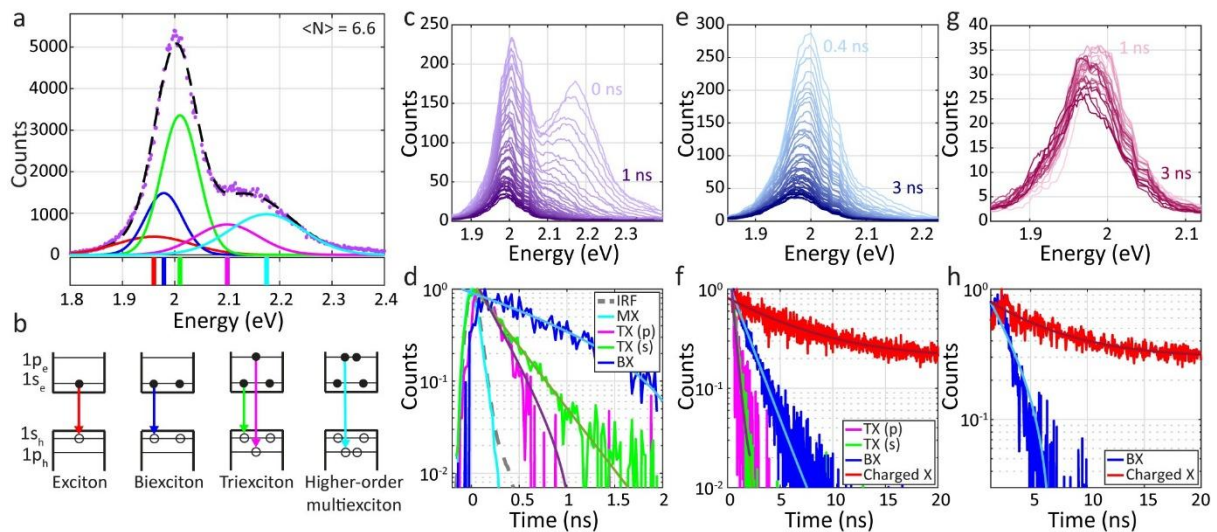 a
<N> = 6.6
5000
4000
3000
2000
1000
0
Counts
1.8 1.9 2 2.1 2.2 2.3 2.4
Energy (eV)
b
1pe
1se
1sh
1ph
Exciton
Biexciton
Triexciton
Higher-order
multiexciton
c
250
200
150
100
50
0
Counts
0 ns
1 ns
1.9 2 2.1 2.2 2.3
Energy (eV)
d
10^0
10^-1
10^-2
Counts
IRF
MX
TX (p)
TX (s)
BX
0 0.5 1 1.5 2
Time (ns)
e
300
250
200
150
100
50
0
Counts
0.4 ns
3 ns
1.9 2 2.1 2.2
Energy (eV)
f
10^0
10^-1
10^-2
Counts
TX (p)
TX (s)
BX
Charged X
0 5 10 15 20
Time (ns)
g
40
35
30
25
20
15
10
5
0
Counts
1 ns
3 ns
1.9 2 2.1
Energy (eV)
h
10^0
10^-1
Counts
BX
Charged X
5 10 15 20
Time (ns)